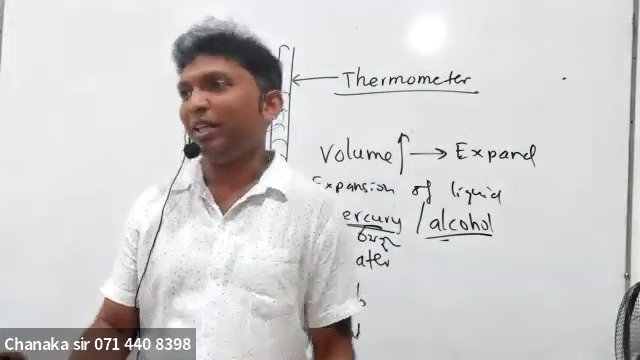 Thermometer
Volume ↑ → Expand
Expansion of liquid
ercury / alcohol
ater
Chanaka sir 071 440 8398